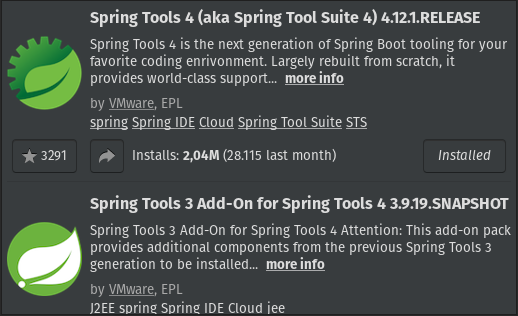 Spring Tools 4 (aka Spring Tool Suite 4) 4.12.1.RELEASE
Spring Tools 4 is the next generation of Spring Boot tooling for your
favorite coding enrivonment. Largely rebuilt from scratch, it
provides world-class support... more info
by VMware, EPL
spring Spring IDE Cloud Spring Tool Suite STS
3291 Installs: 2,04M (28.115 last month) Installed
Spring Tools 3 Add-On for Spring Tools 4 3.9.19.SNAPSHOT
Spring Tools 3 Add-On for Spring Tools 4 Attention: This add-on pack
provides additional components from the previous Spring Tools 3
generation to be installed... more info
by VMware, EPL
J2EE spring Spring IDE Cloud jee